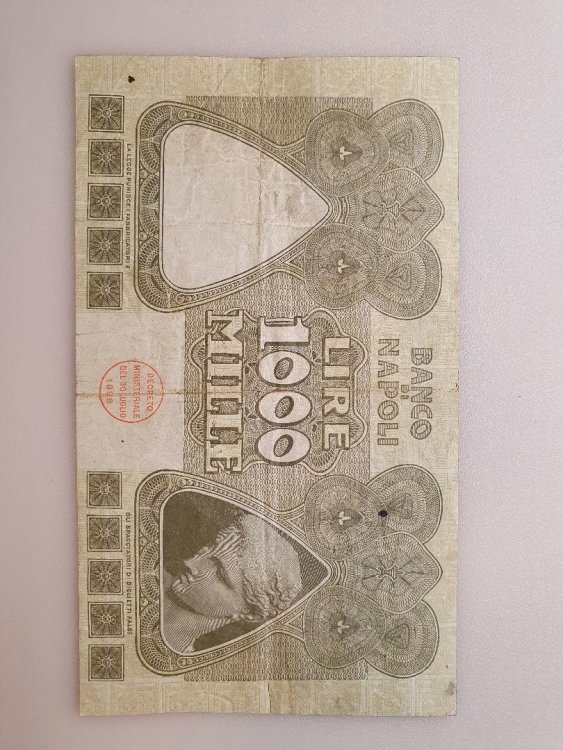 BANCO
DI
NAPOLI
LIRE
1000
MILLE
DECRETO
MINISTERIALE
DEL 30 LUGLIO
1896
LA LEGGE PUNISCE I FABBRICATORI E
GLI SPACCIATORI DI BIGLIETTI FALSI